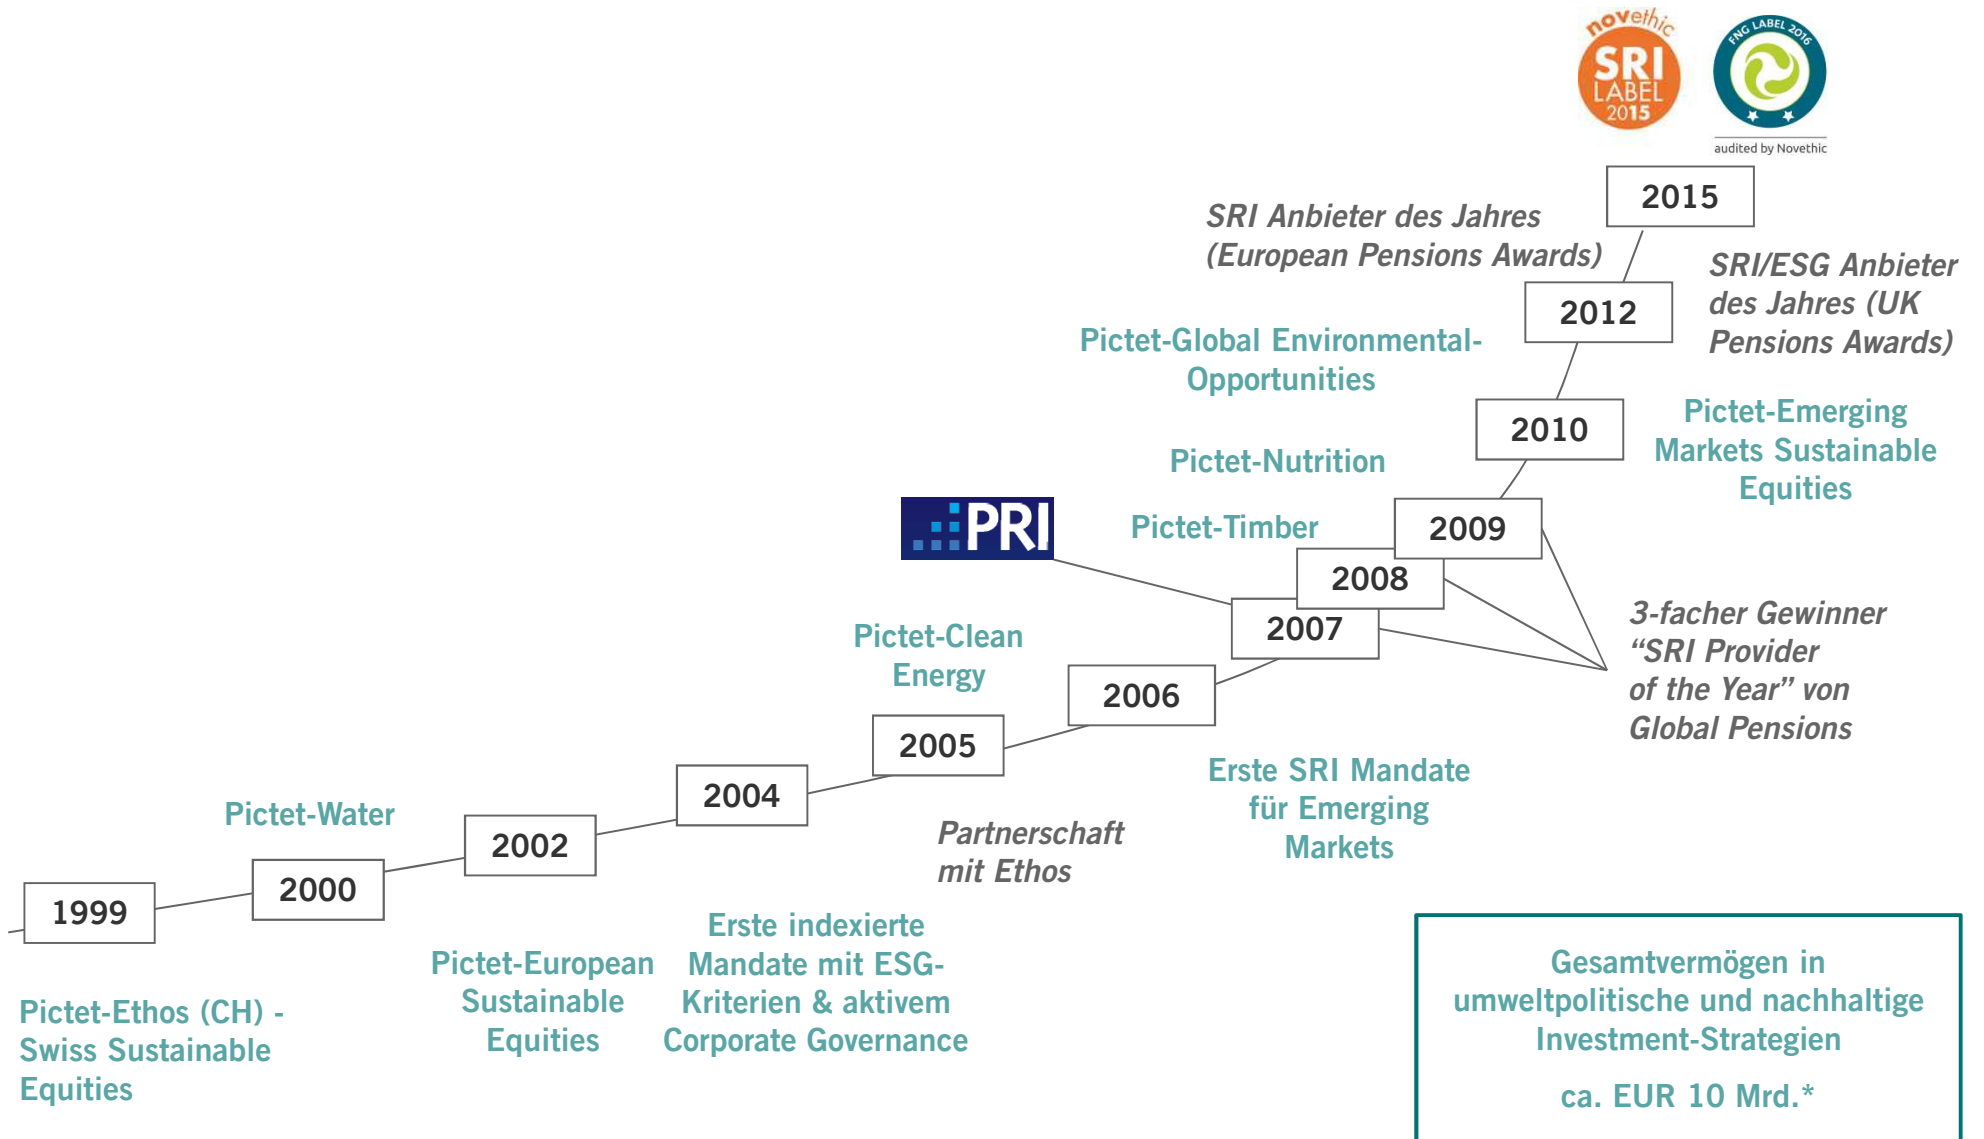 novethic
SRI
LABEL
2015
FNG LABEL 2016
audited by Novethic
2015
SRI Anbieter des Jahres
(European Pensions Awards)
SRI/ESG Anbieter
des Jahres (UK
Pensions Awards)
2012
Pictet-Global Environmental-
Opportunities
2010
Pictet-Emerging
Markets Sustainable
Equities
Pictet-Nutrition
PRI
Pictet-Timber
2009
2008
2007
3-facher Gewinner
“SRI Provider
of the Year” von
Global Pensions
Pictet-Clean
Energy
2006
2005
Erste SRI Mandate
für Emerging
Markets
2004
Partnerschaft
mit Ethos
Pictet-Water
2002
2000
1999
Erste indexierte
Mandate mit ESG-
Kriterien & aktivem
Corporate Governance
Pictet-European
Sustainable
Equities
Pictet-Ethos (CH) -
Swiss Sustainable
Equities
Gesamtvermögen in
umweltpolitische und nachhaltige
Investment-Strategien
ca. EUR 10 Mrd.*